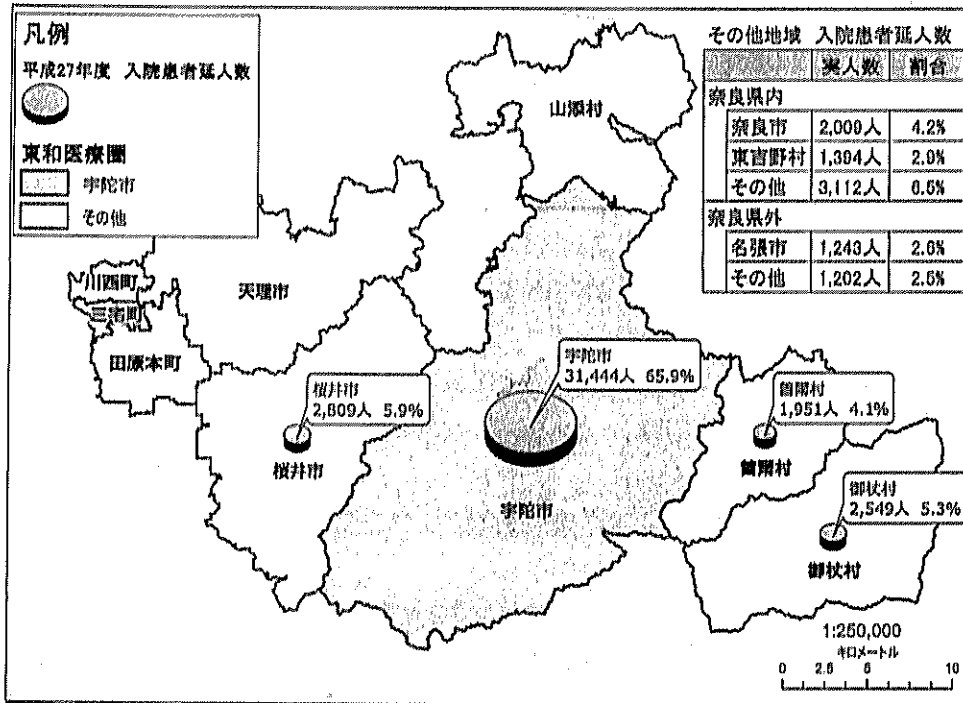 凡例
平成27年度 入院患者延人数
東和医療圏
宇陀市
その他
その他地域 入院患者延人数
実人数 割合
奈良県内
奈良市 2,009人 4.2%
東吉野村 1,394人 2.9%
その他 3,112人 6.5%
奈良県外
名張市 1,243人 2.6%
その他 1,202人 2.5%
山添村
川西町
三宅町
天理市
田原本町
宇陀市
31,444人 65.9%
桜井市
2,809人 5.9%
曽爾村
1,951人 4.1%
桜井市
曽爾村
御杖村
2,549人 5.3%
宇陀市
御杖村
1:250,000
キロメートル
0 2.5 5 10